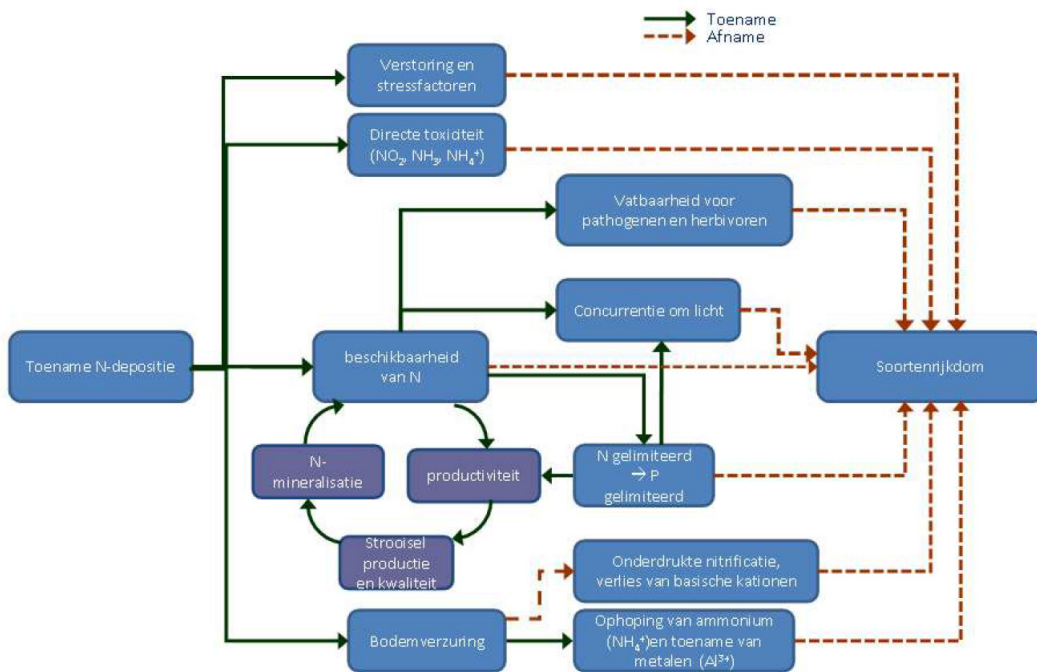 Toename
Afname
Verstoring en
stressfactoren
Directe toxiciteit
(NO₂, NH₃, NH₄⁺)
Vatbaarheid voor
pathogenen en herbivoren
Concurrentie om licht
Toename N-depositie
beschikbaarheid
van N
Soortenrijkdom
N-
mineralisatie
productiviteit
N gelimiteerd
→ P
gelimiteerd
Strooisel
productie
en kwaliteit
Onderdrukte nitrificatie,
verlies van basische kationen
Bodemverzuring
Ophoping van ammonium
(NH₄⁺)en toename van
metalen (Al³⁺)